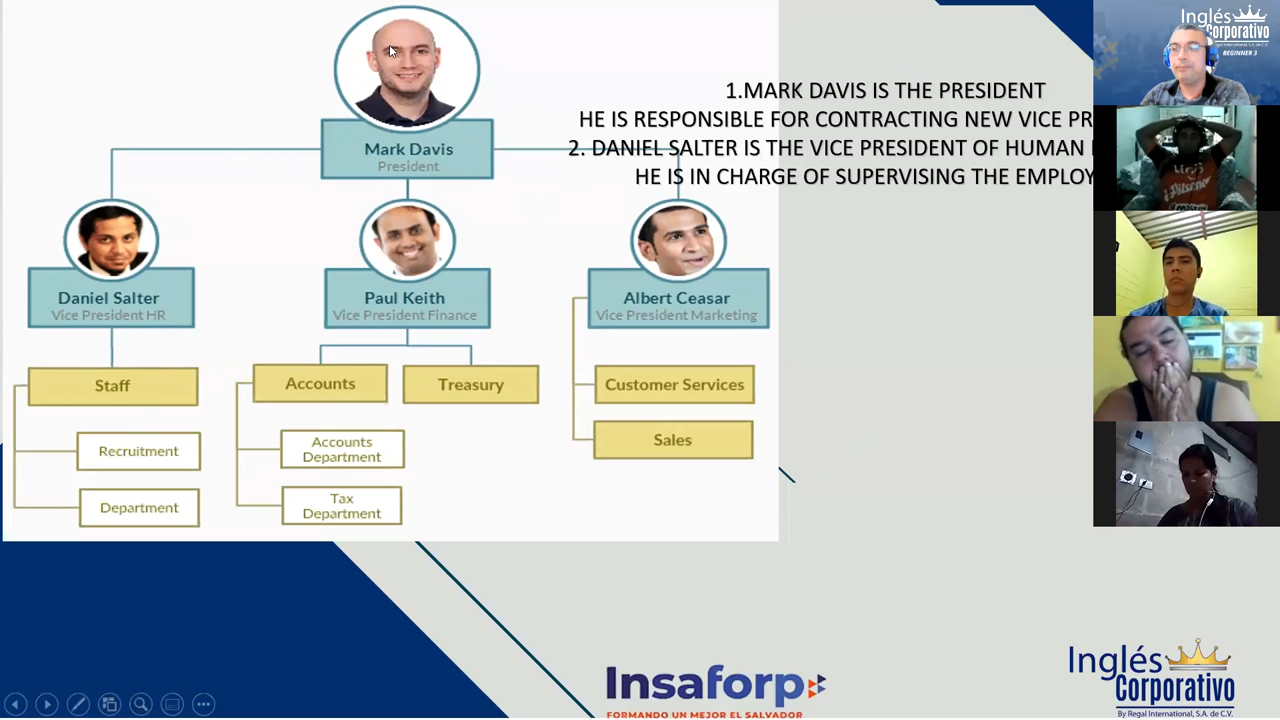 Mark Davis
President
Daniel Salter
Vice President HR
Paul Keith
Vice President Finance
Albert Ceasar
Vice President Marketing
Staff
Recruitment
Department
Accounts
Treasury
Accounts
Department
Tax
Department
Customer Services
Sales
1.MARK DAVIS IS THE PRESIDENT
HE IS RESPONSIBLE FOR CONTRACTING NEW VICE PR
2. DANIEL SALTER IS THE VICE PRESIDENT OF HUMAN
HE IS IN CHARGE OF SUPERVISING THE EMPLOY
Inglés
Corporativo
BEGINNER 3
Pilsener
Insaforp
FORMANDO UN MEJOR EL SALVADOR
Inglés
Corporativo
By Regal International, S.A. de C.V.